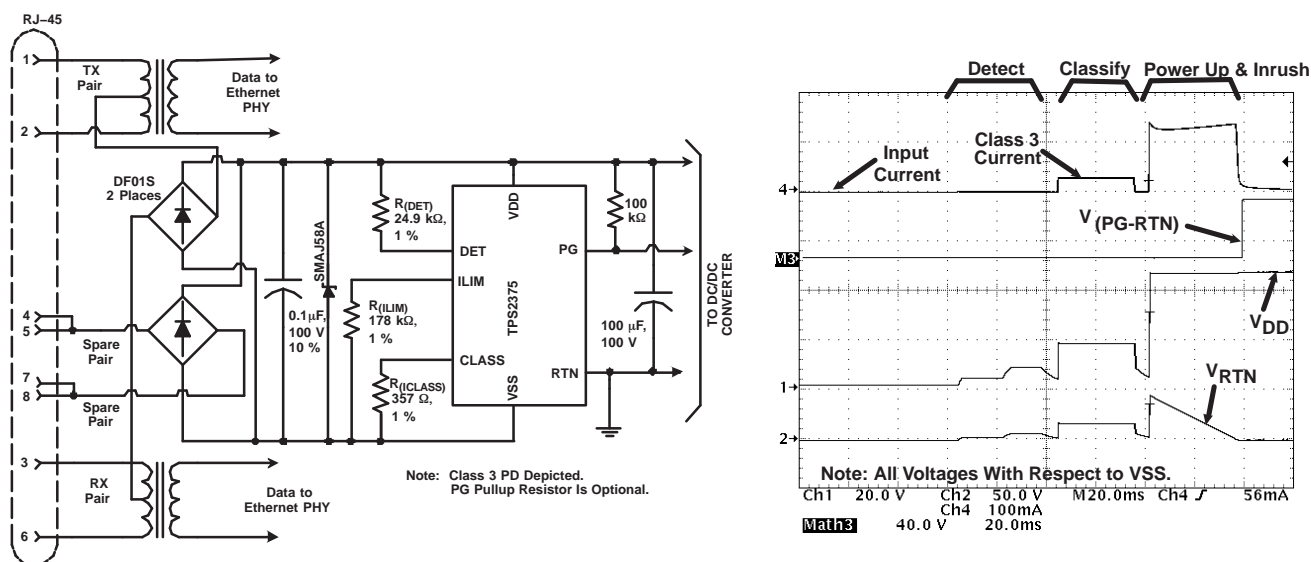 RJ–45
1
TX
Pair
2
Data to
Ethernet
PHY
DF01S
2 Places
4
5
Spare
Pair
7
8
Spare
Pair
3
RX
Pair
6
Data to
Ethernet PHY
0.1μF,
100 V
10 %
SMAJ58A
R(DET)
24.9 kΩ,
1 %
R(ILIM)
178 kΩ,
1 %
R(ICLASS)
357 Ω,
1 %
VDD
DET
ILIM
TPS2375
CLASS
VSS
PG
RTN
100
kΩ
100 μF,
100 V
TO DC/DC
CONVERTER
Note: Class 3 PD Depicted.
PG Pullup Resistor Is Optional.
Detect
Classify
Power Up & Inrush
Input
Current
Class 3
Current
4
V(PG-RTN)
M3
VDD
1
VRTN
2
Note: All Voltages With Respect to VSS.
Ch1 20.0 V Ch2 50.0 V M20.0ms Ch4 56mA
Ch4 100mA
Math3 40.0 V 20.0ms